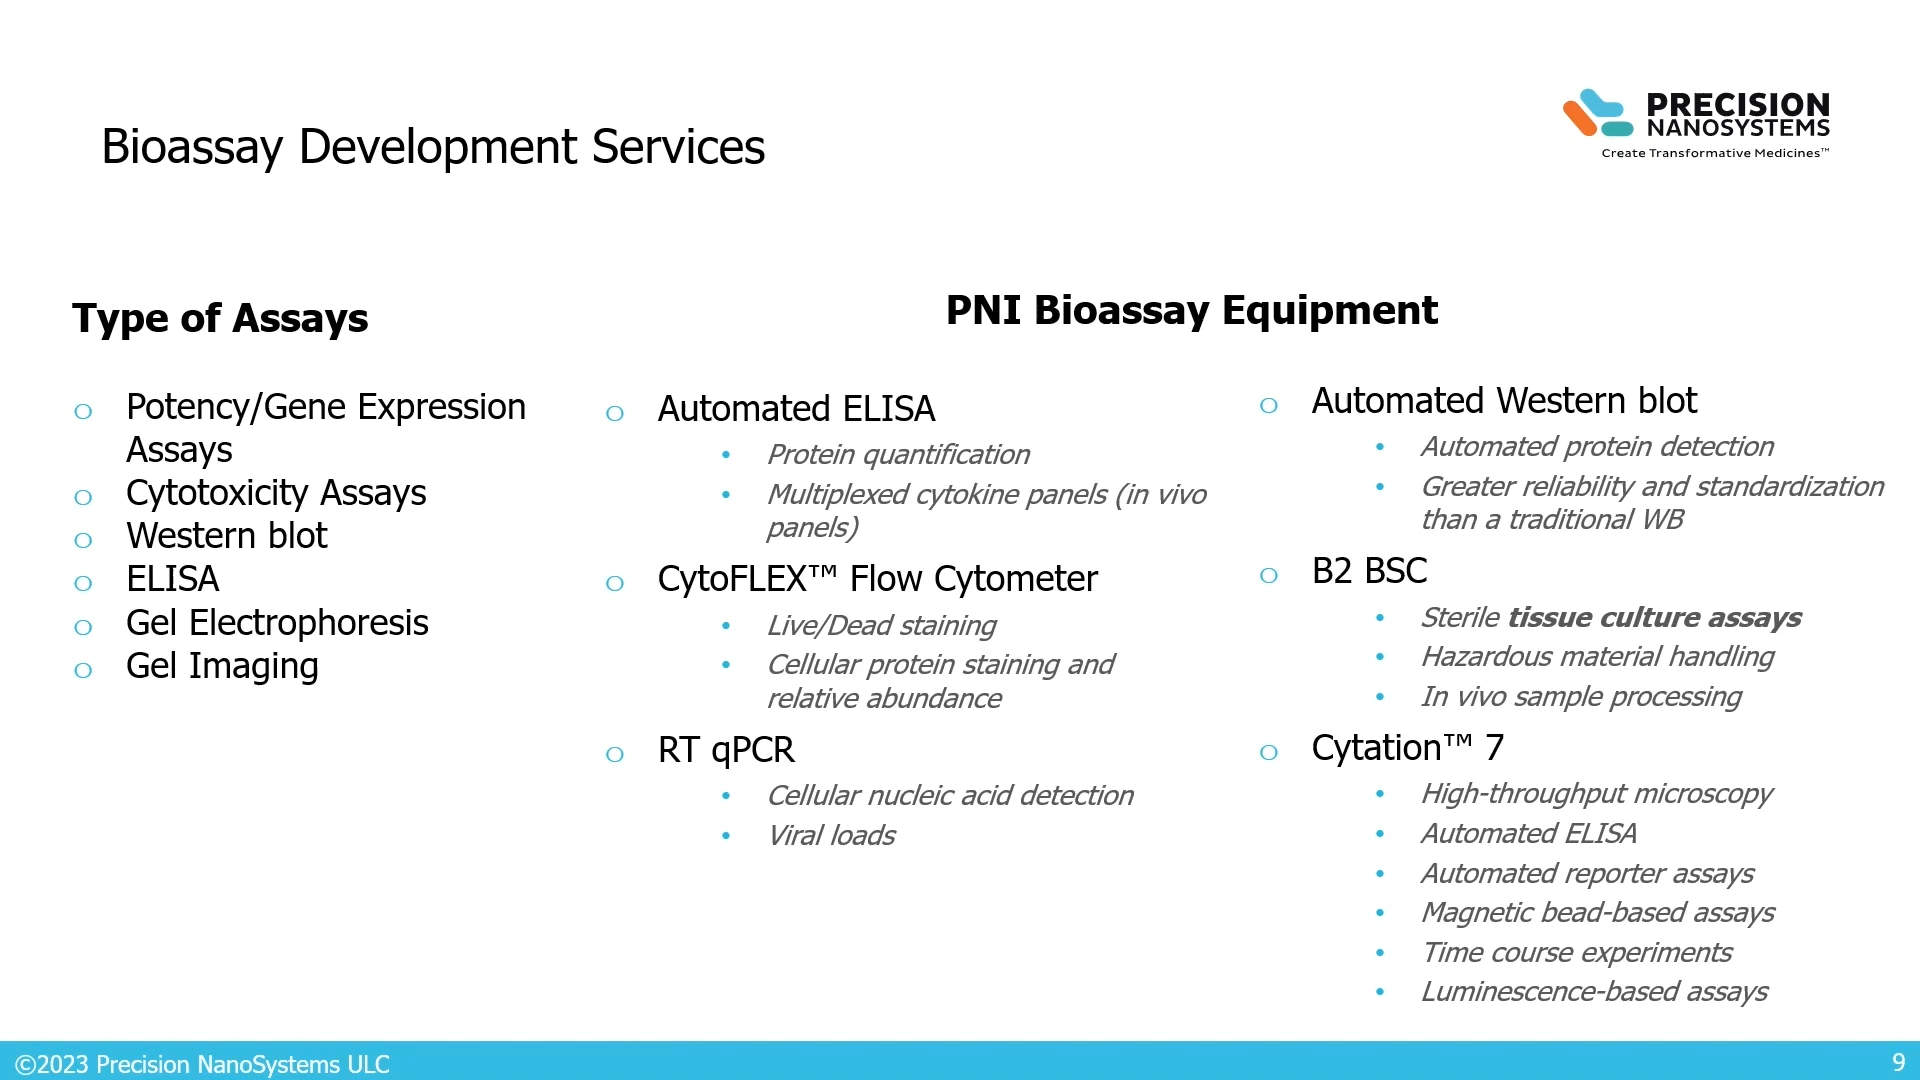 Bioassay Development Services
PRECISION
NANOSYSTEMS
Create Transformative Medicines™
Type of Assays
o Potency/Gene Expression
Assays
o Cytotoxicity Assays
o Western blot
o ELISA
o Gel Electrophoresis
o Gel Imaging
PNI Bioassay Equipment
o Automated ELISA
• Protein quantification
• Multiplexed cytokine panels (in vivo
panels)
o CytoFLEX™ Flow Cytometer
• Live/Dead staining
• Cellular protein staining and
relative abundance
o RT qPCR
• Cellular nucleic acid detection
• Viral loads
o Automated Western blot
• Automated protein detection
• Greater reliability and standardization
than a traditional WB
o B2 BSC
• Sterile tissue culture assays
• Hazardous material handling
• In vivo sample processing
o Cytation™ 7
• High-throughput microscopy
• Automated ELISA
• Automated reporter assays
• Magnetic bead-based assays
• Time course experiments
• Luminescence-based assays
©2023 Precision NanoSystems ULC
9